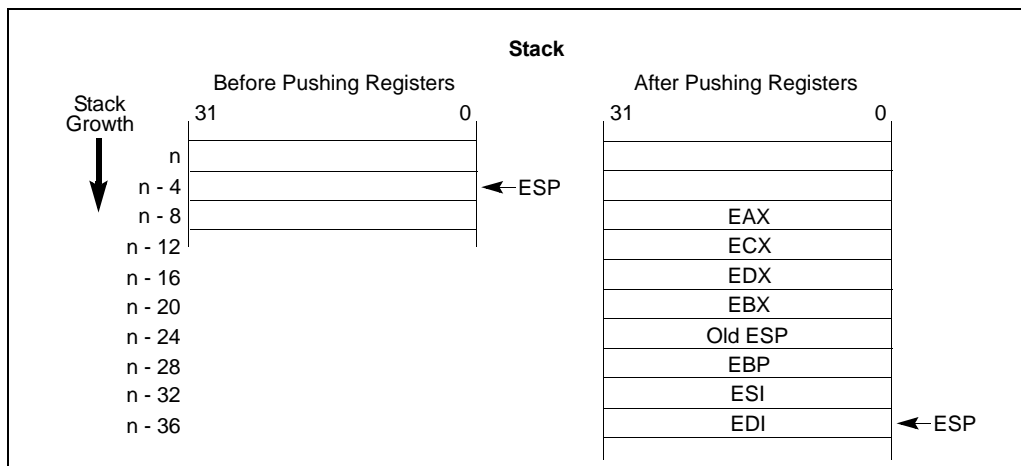 Stack
Before Pushing Registers
After Pushing Registers
Stack
Growth
31 0
31 0
n
n - 4
ESP
n - 8
EAX
n - 12
ECX
n - 16
EDX
n - 20
EBX
n - 24
Old ESP
n - 28
EBP
n - 32
ESI
n - 36
EDI
ESP